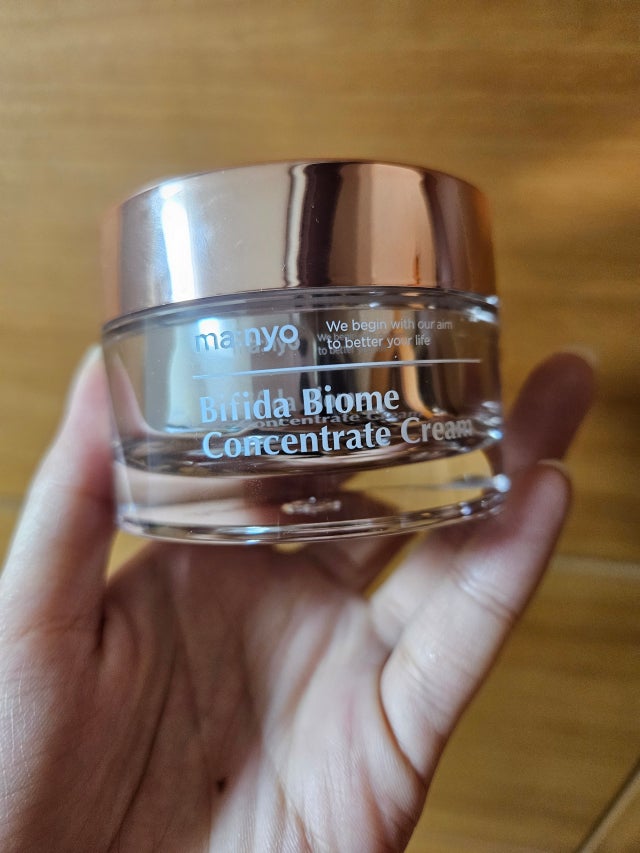 ma:nyo
We begin with our aim
to better your life
Bifida Biome
Concentrate Cream